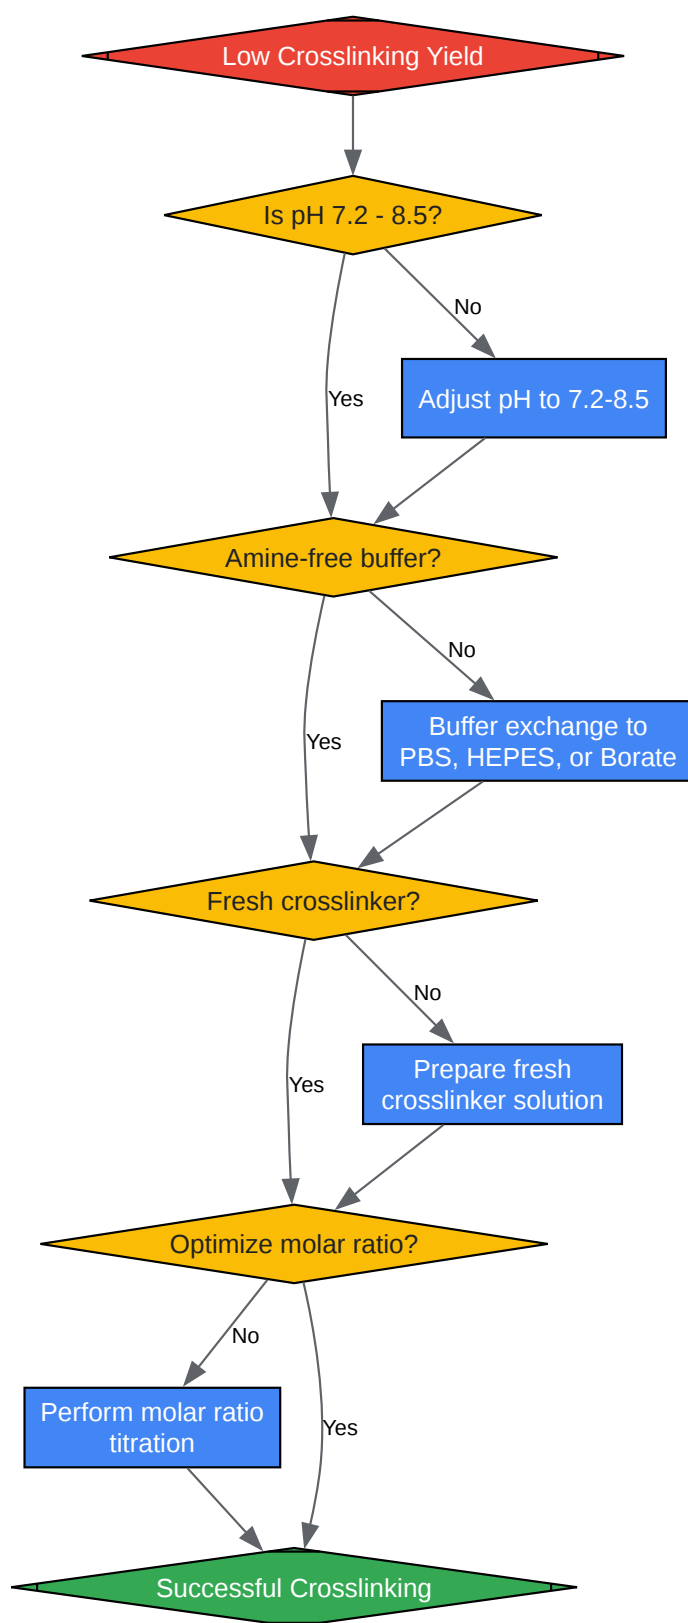 Low Crosslinking Yield
Is pH 7.2 - 8.5?
No
Yes
Adjust pH to 7.2-8.5
Amine-free buffer?
No
Yes
Buffer exchange to
PBS, HEPES, or Borate
Fresh crosslinker?
No
Yes
Prepare fresh
crosslinker solution
Optimize molar ratio?
No
Yes
Perform molar ratio
titration
Successful Crosslinking